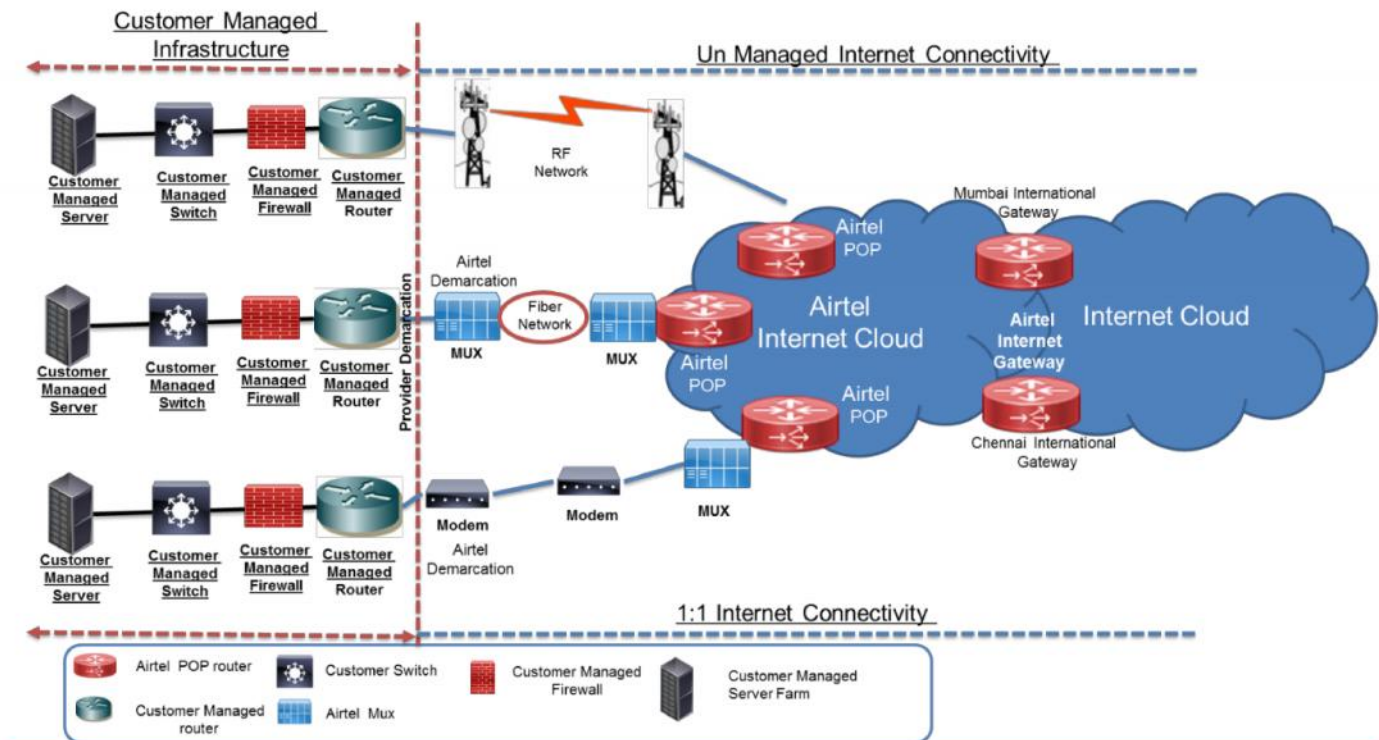 Customer Managed
Infrastructure
Un Managed Internet Connectivity
Customer
Managed
Server
Customer
Managed
Switch
Customer
Managed
Firewall
Customer
Managed
Router
RF
Network
Mumbai International
Gateway
Airtel
POP
Customer
Managed
Server
Customer
Managed
Switch
Customer
Managed
Firewall
Customer
Managed
Router
Provider Demarcation
Airtel
Demarcation
MUX
Fiber
Network
MUX
Airtel
POP
Airtel
Internet Cloud
Airtel
Internet
Gateway
Internet Cloud
Airtel
POP
Chennai International
Gateway
Customer
Managed
Server
Customer
Managed
Switch
Customer
Managed
Firewall
Customer
Managed
Router
Modem
Airtel
Demarcation
Modem
MUX
1:1 Internet Connectivity
Airtel POP router
Customer Switch
Customer Managed
Firewall
Customer Managed
Server Farm
Customer Managed
router
Airtel Mux